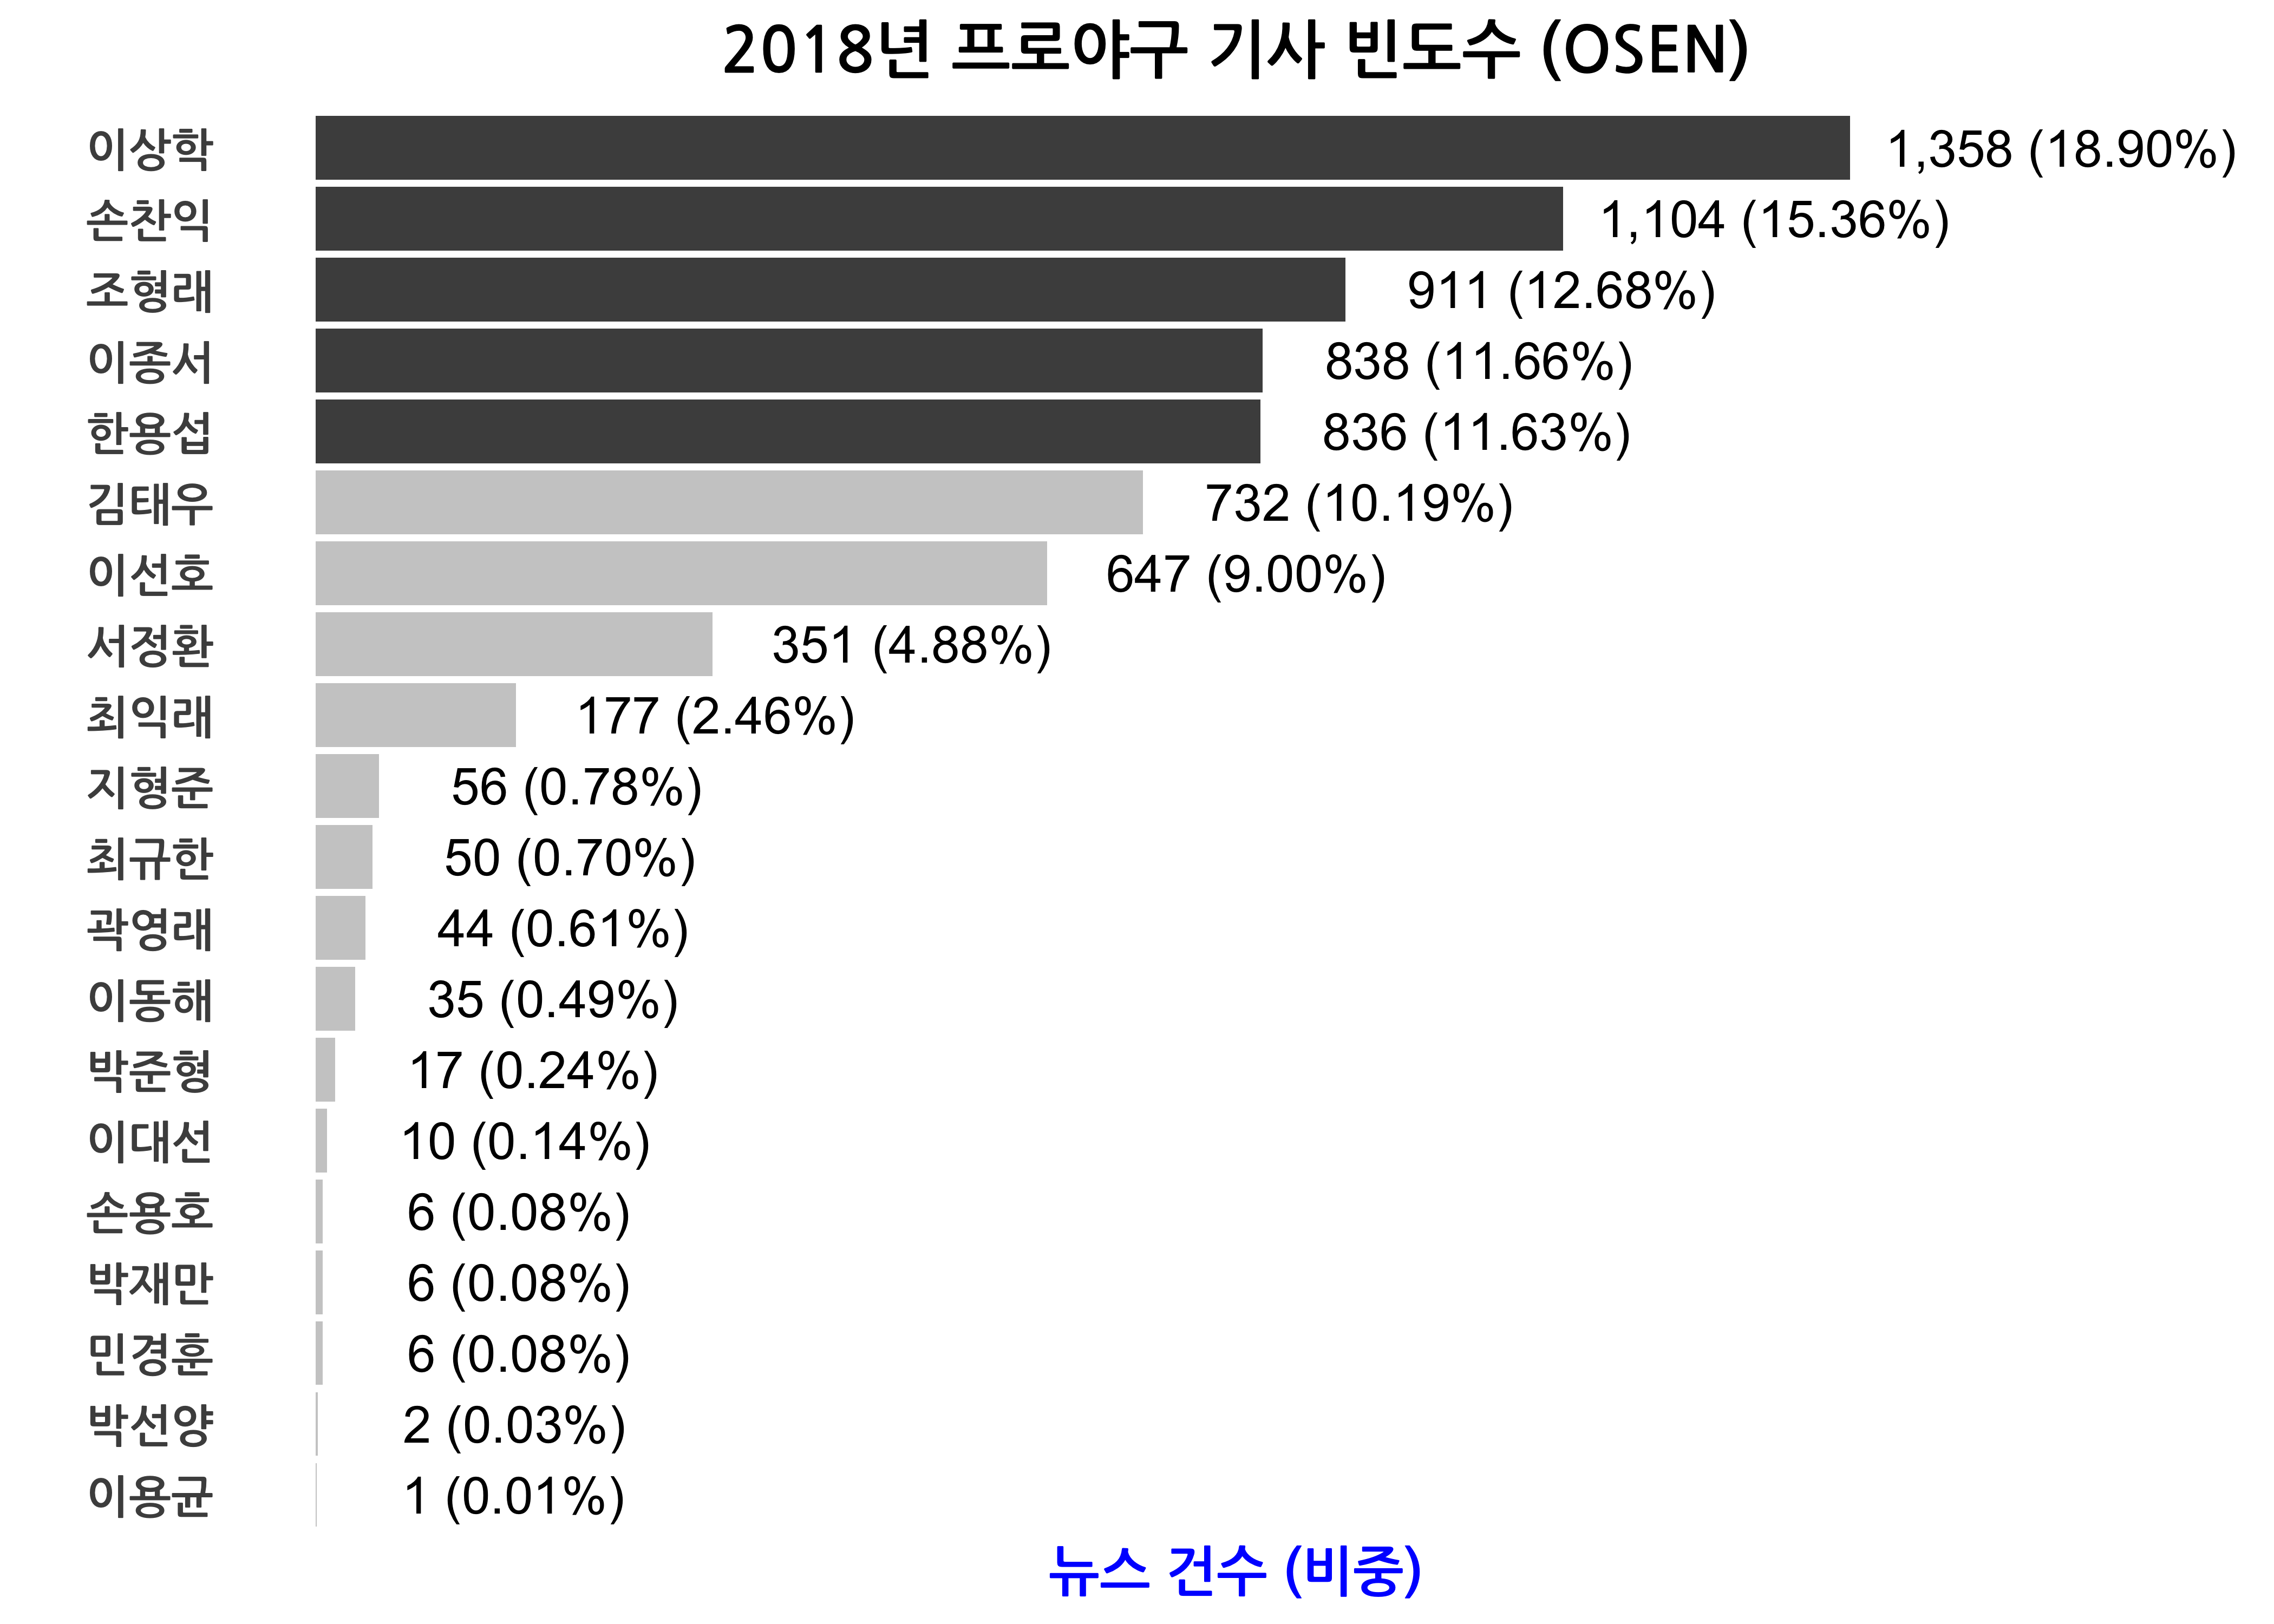 2018년 프로야구 기사 빈도수 (OSEN)
이상학 1,358 (18.90%)
손찬익 1,104 (15.36%)
조형래 911 (12.68%)
이종서 838 (11.66%)
한용섭 836 (11.63%)
김태우 732 (10.19%)
이선호 647 (9.00%)
서정환 351 (4.88%)
최익래 177 (2.46%)
지형준 56 (0.78%)
최규한 50 (0.70%)
곽영래 44 (0.61%)
이동해 35 (0.49%)
박준형 17 (0.24%)
이대선 10 (0.14%)
손용호 6 (0.08%)
박재만 6 (0.08%)
민경훈 6 (0.08%)
박선양 2 (0.03%)
이용균 1 (0.01%)
뉴스 건수 (비중)